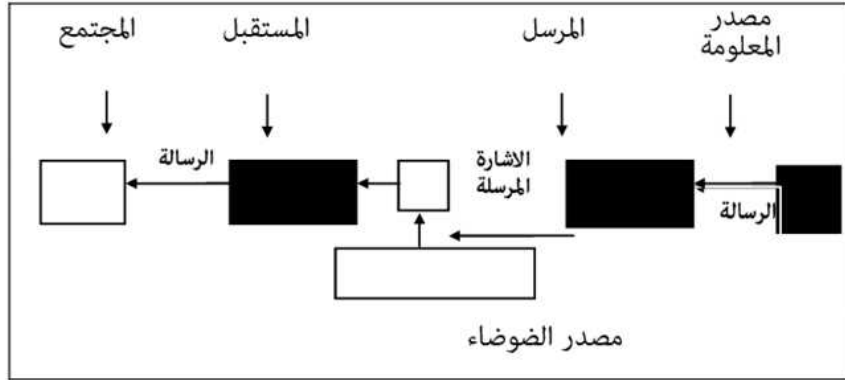 مصدر
المعلومة
المرسل
المستقبل
المجتمع
الرسالة
الاشارة
المرسلة
الرسالة
مصدر الضوضاء